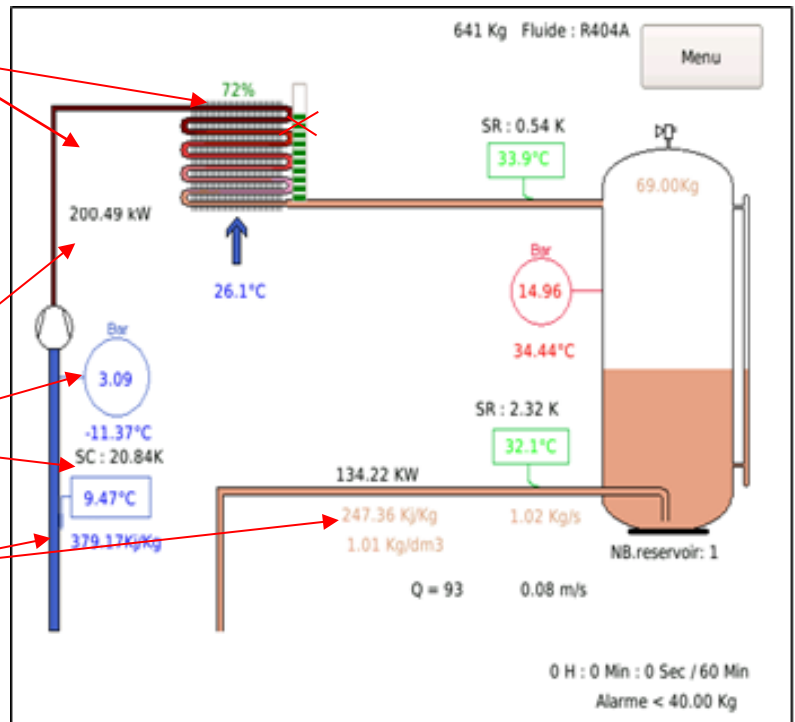 641 Kg Fluide : R404A
Menu
72%
SR : 0.54 K
33.9°C
69.00Kg
200.49 kW
26.1°C
Bar
14.96
34.44°C
Bar
3.09
-11.37°C
SC : 20.84K
9.47°C
379.17Kj/Kg
SR : 2.32 K
32.1°C
134.22 KW
247.36 Kj/Kg
1.02 Kg/s
1.01 Kg/dm3
NB.reservoir: 1
Q = 93
0.08 m/s
0 H : 0 Min : 0 Sec / 60 Min
Alarme < 40.00 Kg